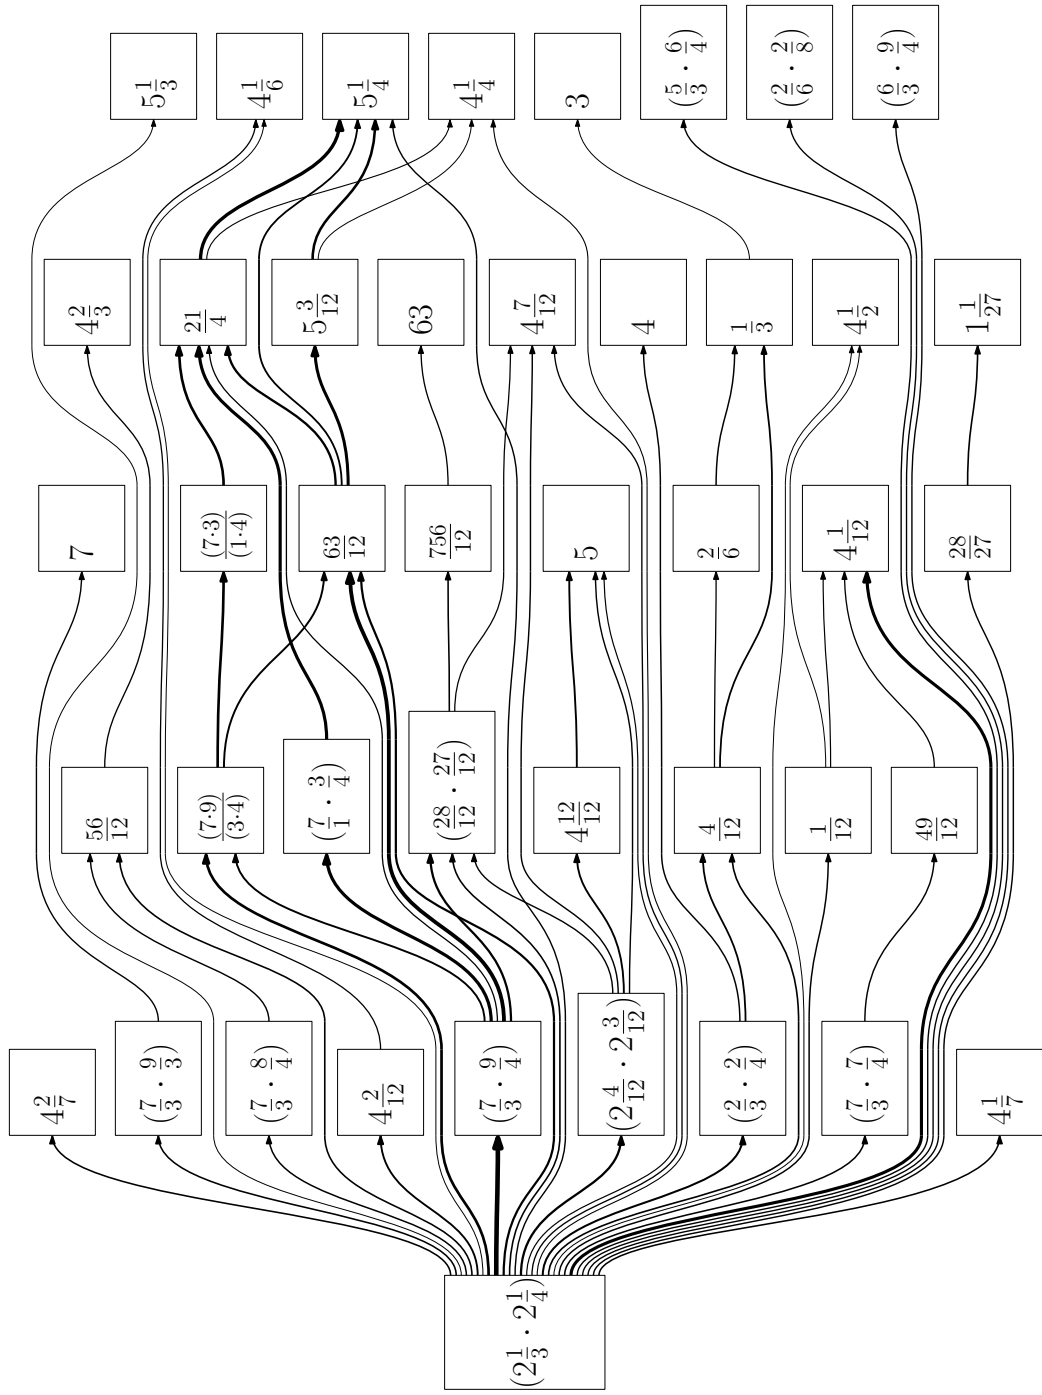 (2 1/3 · 2 1/4)
4 2/7
(7/3 · 9/3)
(7/3 · 8/4)
4 2/12
(7/3 · 9/4)
(2 4/12 · 2 3/12)
(2/3 · 2/4)
(7/3 · 7/4)
4 1/7
56/12
(7·9)/(3·4)
(7/1 · 3/4)
(28/12 · 27/12)
4 12/12
4/12
1/12
49/12
7
(7·3)/(1·4)
63/12
756/12
5
2/6
4 1/12
28/27
4 2/3
21/4
5 3/12
63
4 7/12
4
1/3
4 1/2
1 1/27
5 1/3
4 1/6
5 1/4
4 1/4
3
(5/3 · 6/4)
(2/6 · 2/8)
(6/3 · 9/4)